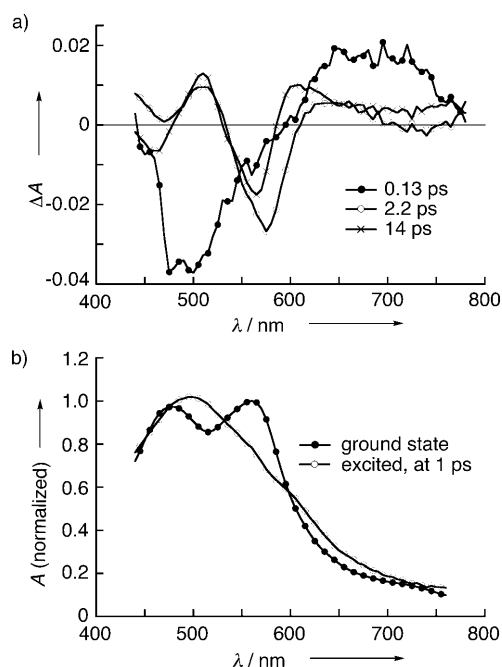 a)
0.02
0
-0.02
-0.04
ΔA
0.13 ps
2.2 ps
14 ps
400
500
600
700
800
λ / nm
b)
1.2
1.0
0.8
0.6
0.4
0.2
0
A (normalized)
ground state
excited, at 1 ps
400
500
600
700
800
λ / nm